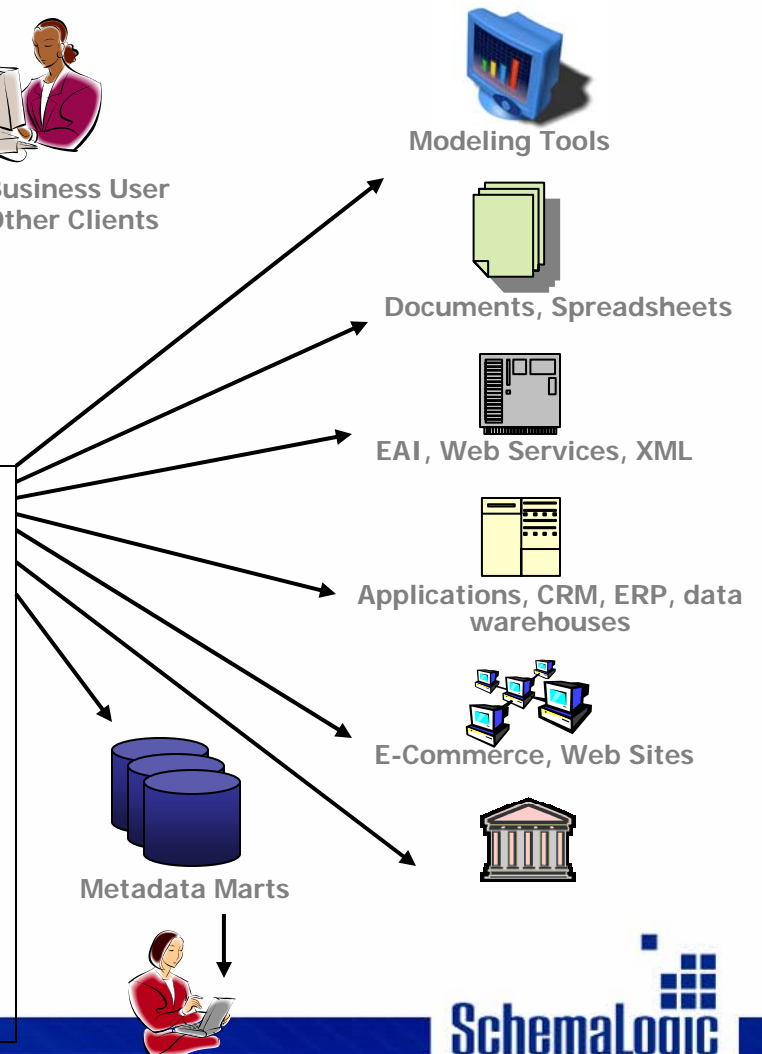 Modeling Tools
Business User
Other Clients
Documents, Spreadsheets
EAI, Web Services, XML
Applications, CRM, ERP, data
warehouses
E-Commerce, Web Sites
Metadata Marts
SchemaLogic